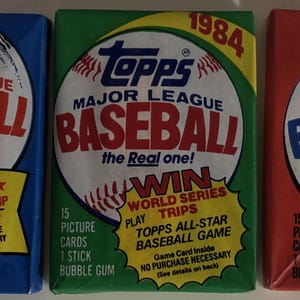 1984
Topps®
MAJOR LEAGUE
BASEBALL
the Real one!
WIN
WORLD SERIES
TRIPS
PLAY
TOPPS ALL-STAR
BASEBALL GAME
Game Card Inside
NO PURCHASE NECESSARY
(See details on back)
15
PICTURE
CARDS
1 STICK
BUBBLE GUM